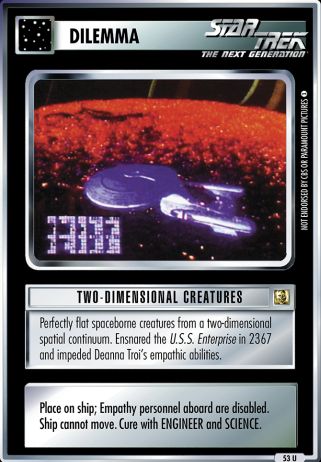 DILEMMA
STAR TREK
THE NEXT GENERATION
NOT ENDORSED BY CBS OR PARAMOUNT PICTURES
TWO-DIMENSIONAL CREATURES
Perfectly flat spaceborne creatures from a two-dimensional
spatial continuum. Ensnared the U.S.S. Enterprise in 2367
and impeded Deanna Troi's empathic abilities.
Place on ship; Empathy personnel aboard are disabled.
Ship cannot move. Cure with ENGINEER and SCIENCE.
53 U